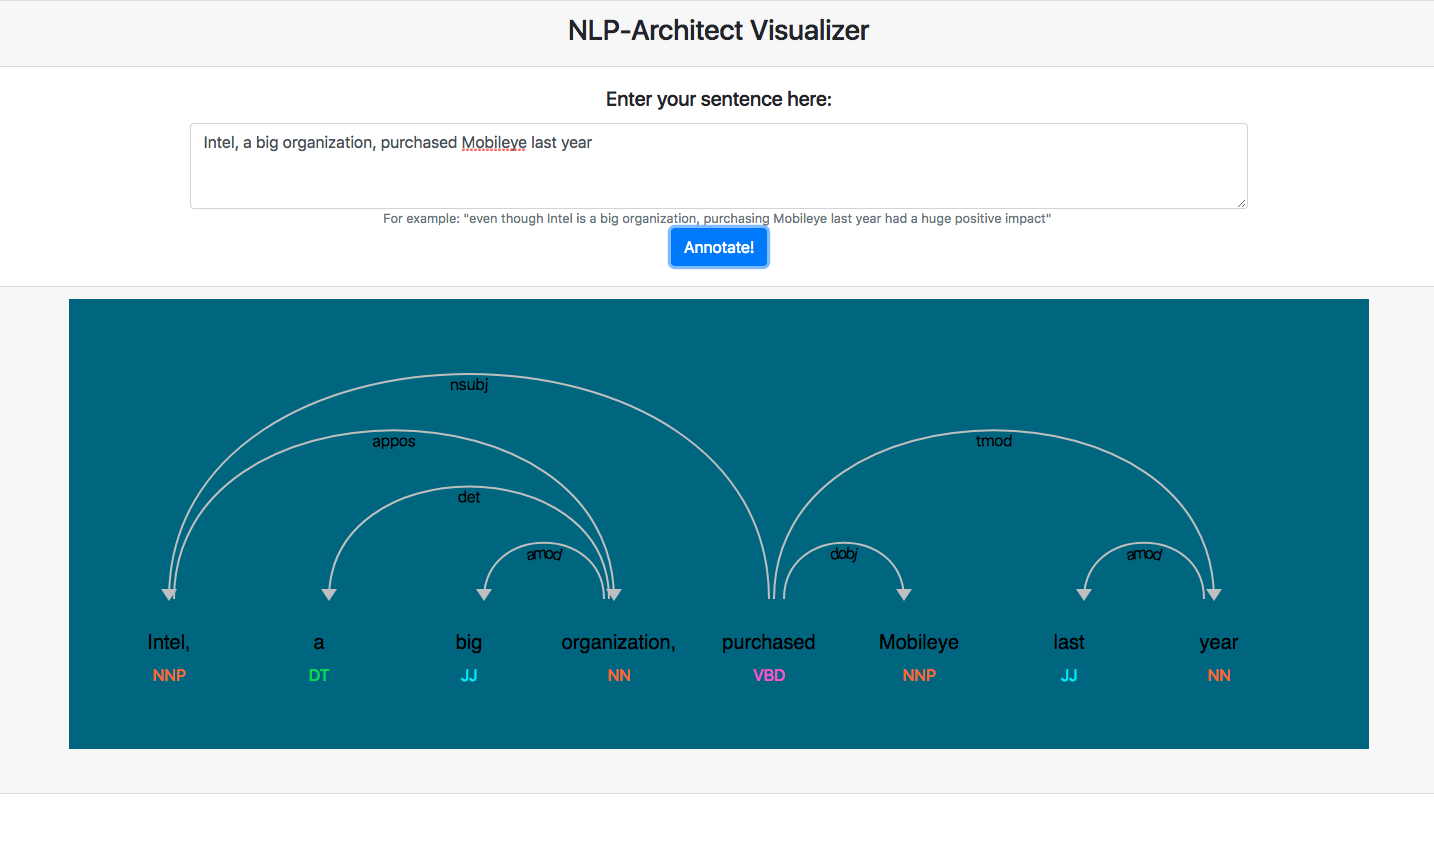 NLP-Architect Visualizer
Enter your sentence here:
Intel, a big organization, purchased Mobileye last year
For example: "even though Intel is a big organization, purchasing Mobileye last year had a huge positive impact"
Annotate!
nsubj
appos tmod
det
amod dobj amod
Intel, a big organization, purchased Mobileye last year
NNP DT JJ NN VBD NNP JJ NN